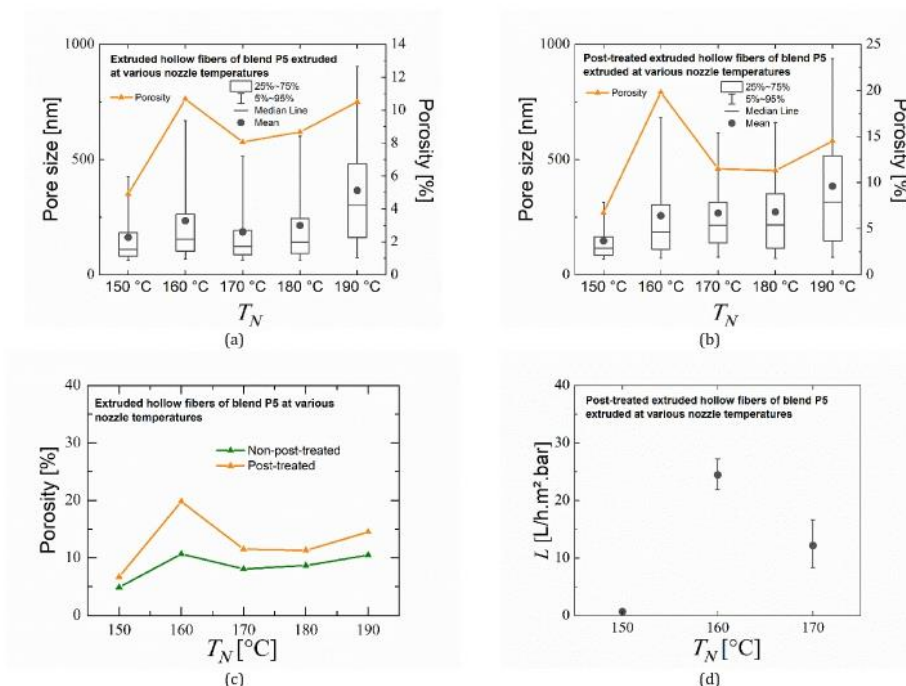 Extruded hollow fibers of blend P5 extruded
at various nozzle temperatures
Porosity
25%~75%
5%~95%
Median Line
Mean
1000
500
0
Pore size [nm]
14
12
10
8
6
4
2
0
Porosity
[%]
150 °C 160 °C 170 °C 180 °C 190 °C
T_N
(a)
Post-treated extruded hollow fibers of blend P5
extruded at various nozzle temperatures
Porosity
25%~75%
5%~95%
Median Line
Mean
1000
500
0
Pore size [nm]
25
20
15
10
5
0
Porosity
[%]
150 °C 160 °C 170 °C 180 °C 190 °C
T_N
(b)
Extruded hollow fibers of blend P5 at various
nozzle temperatures
Non-post-treated
Post-treated
40
30
20
10
0
Porosity [%]
150 160 170 180 190
T_N [°C]
(c)
Post-treated extruded hollow fibers of blend P5
extruded at various nozzle temperatures
40
30
20
10
0
L [L/h.m².bar]
150 160 170
T_N [°C]
(d)